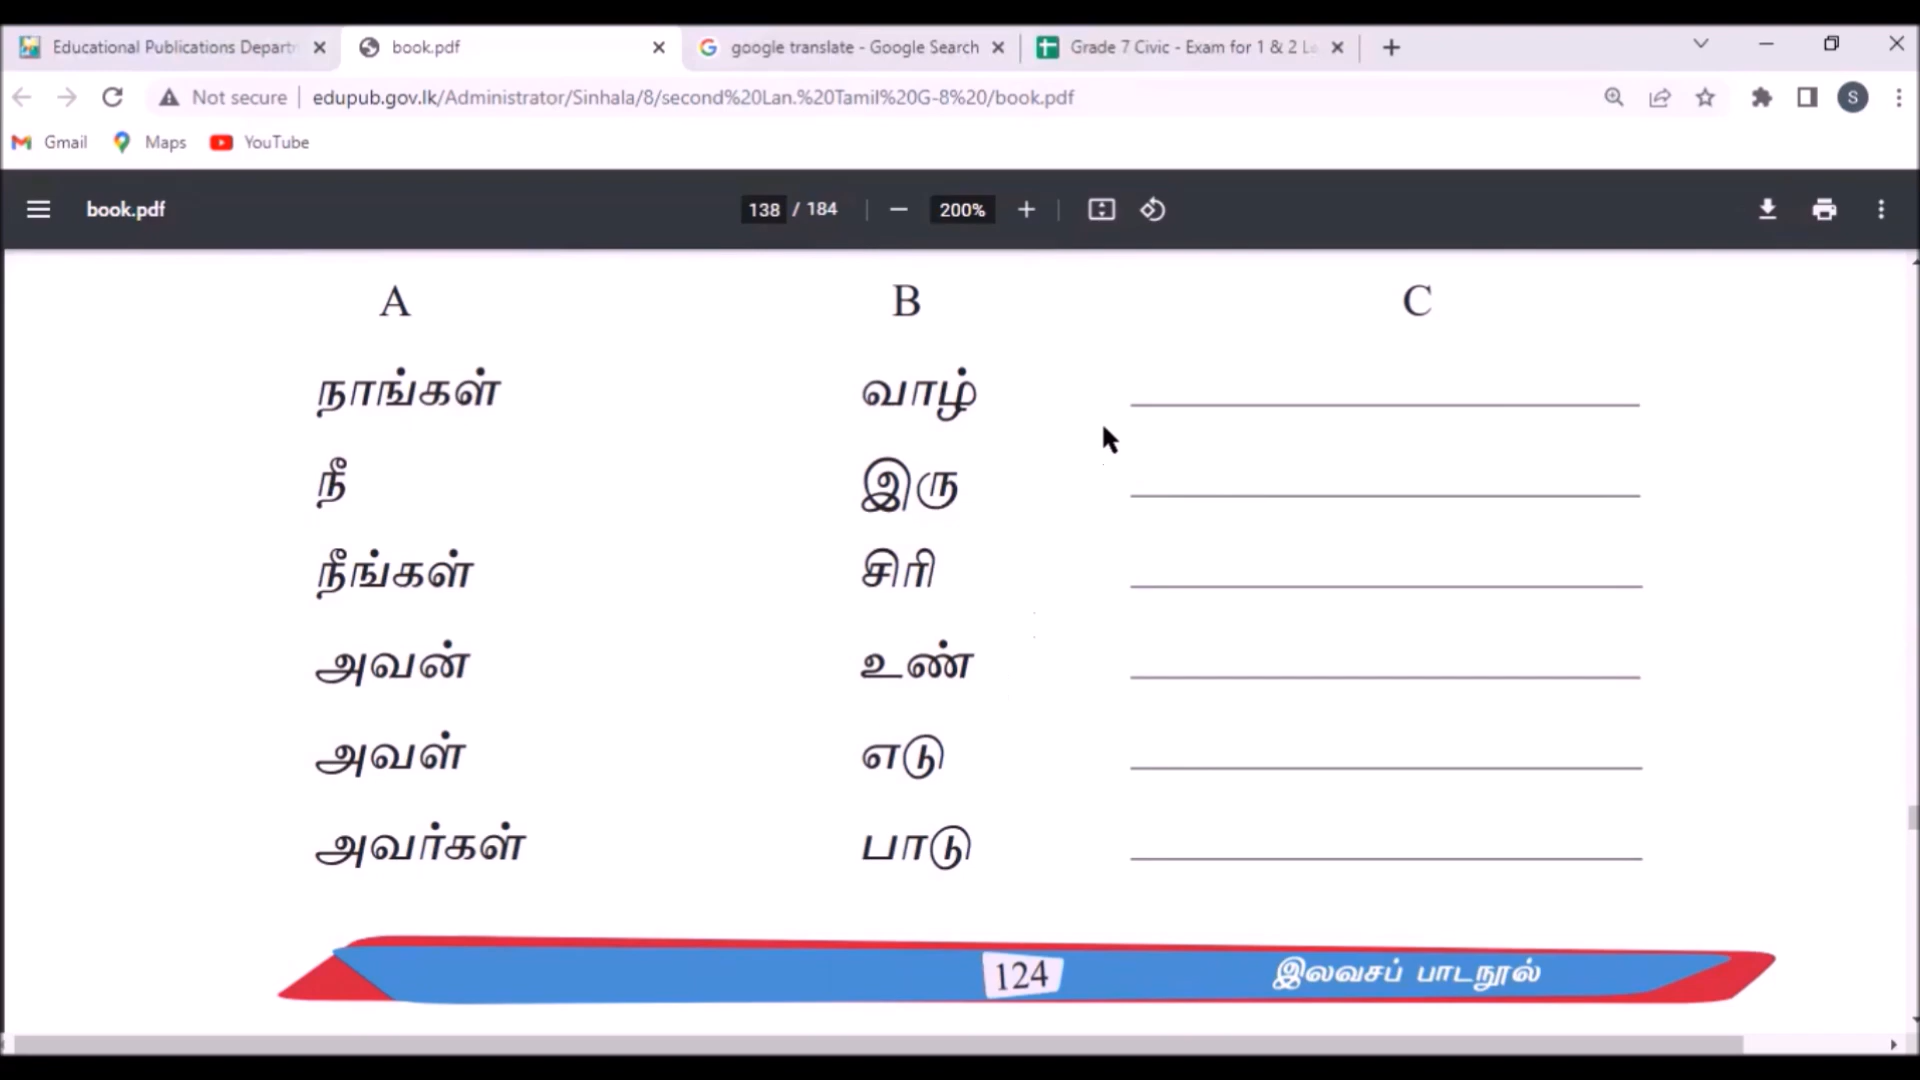 Educational Publications Departm
book.pdf
google translate - Google Search
Grade 7 Civic - Exam for 1 & 2 Le
Not secure edupub.gov.lk/Administrator/Sinhala/8/second%20Lan.%20Tamil%20G-8%20/book.pdf S
Gmail Maps YouTube
book.pdf 138 / 184 200%
A B C
நாங்கள் வாழ்
நீ இரு
நீங்கள் சிரி
அவன் உண்
அவள் எடு
அவர்கள் பாடு
124 இலவசப் பாடநூல்